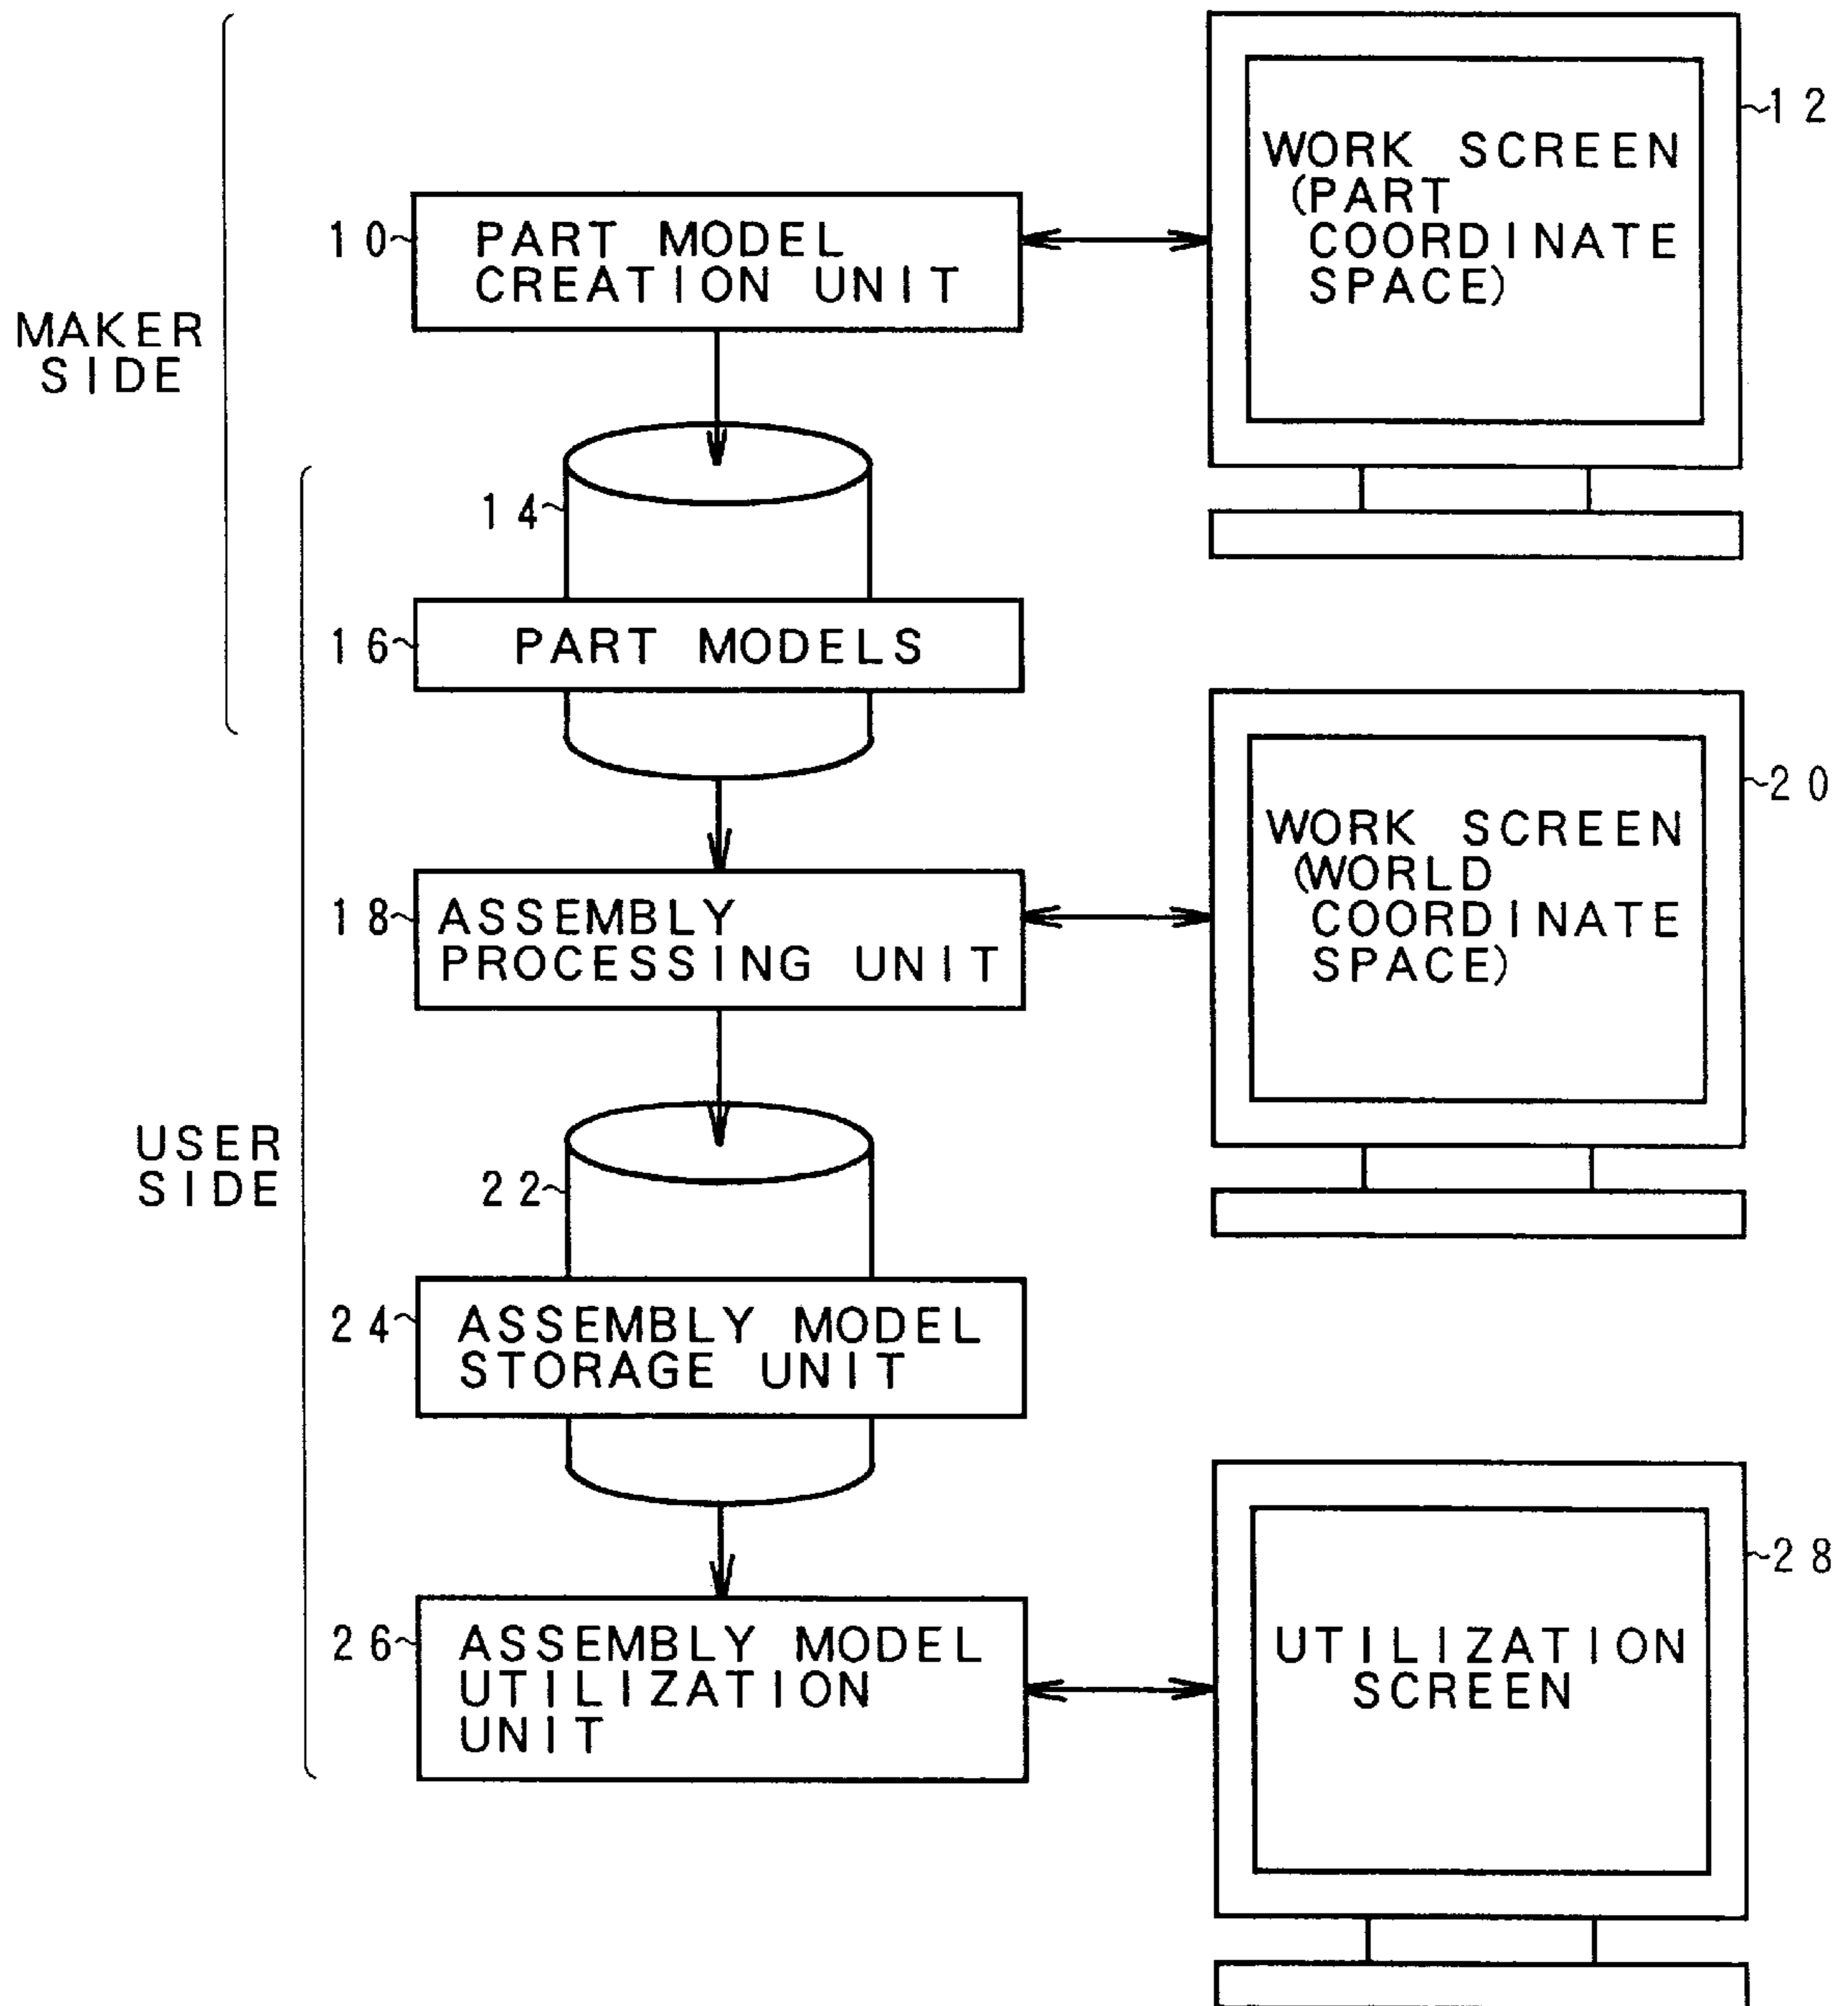 12
WORK SCREEN
(PART
COORDINATE
SPACE)
10
PART MODEL
CREATION UNIT
MAKER
SIDE
14
16
PART MODELS
20
WORK SCREEN
(WORLD
COORDINATE
SPACE)
18
ASSEMBLY
PROCESSING UNIT
USER
SIDE
22
24
ASSEMBLY MODEL
STORAGE UNIT
28
26
ASSEMBLY MODEL
UTILIZATION
UNIT
UTILIZATION
SCREEN